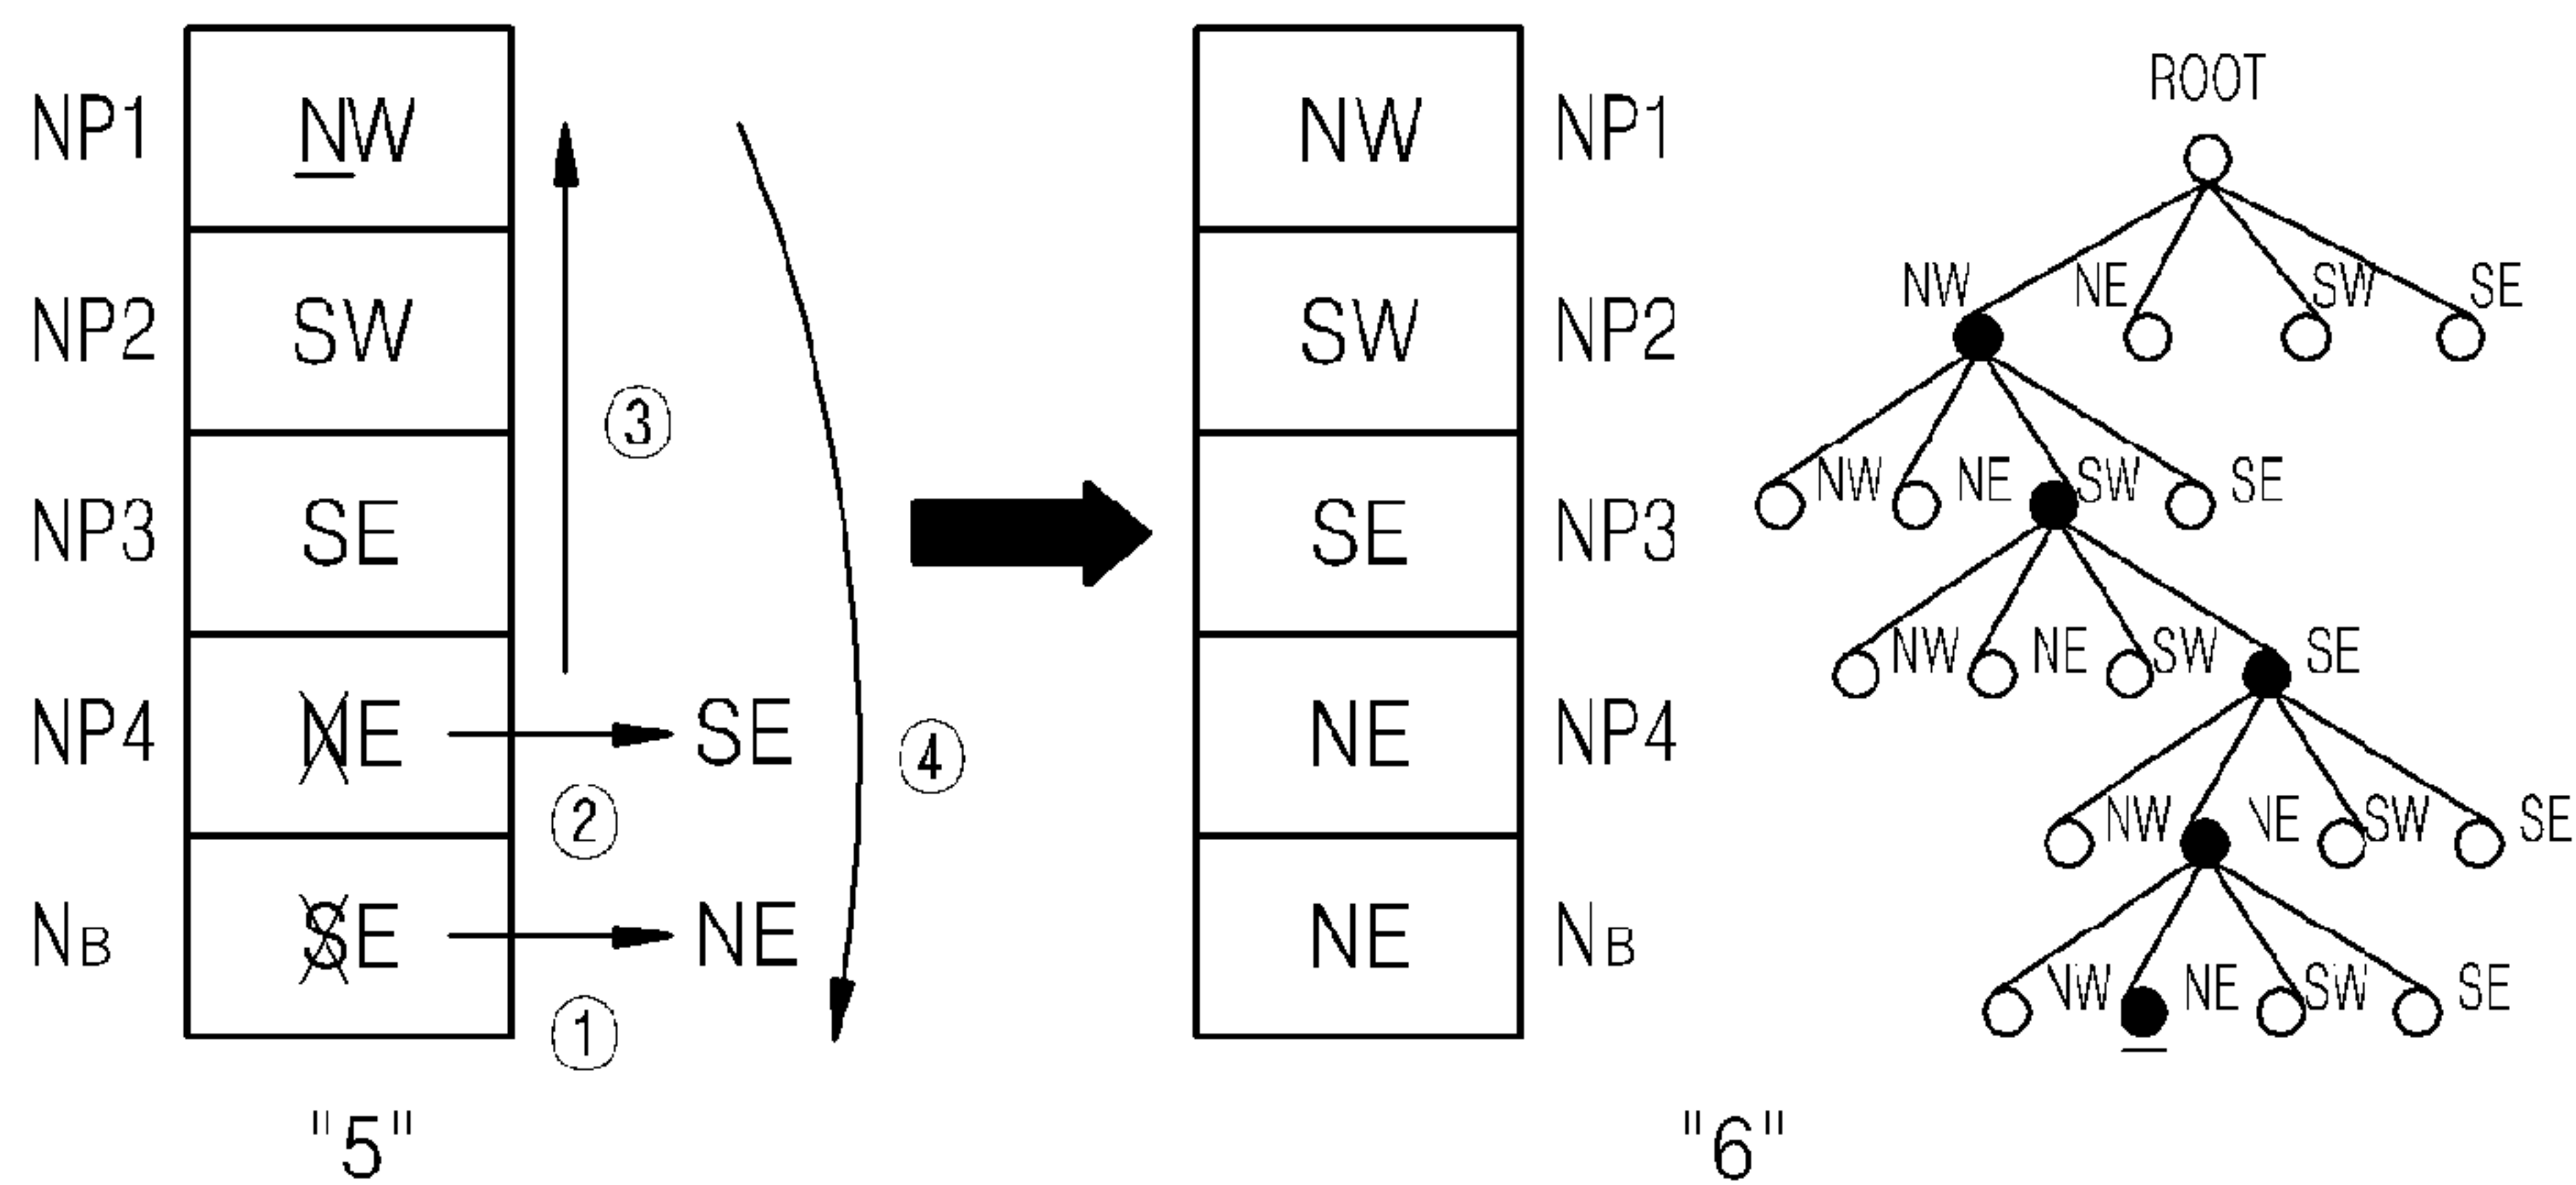 NP1 NW
NP2 SW
NP3 SE
NP4 NE SE
NB SE NE
③
④
②
①
"5"
NW NP1
SW NP2
SE NP3
NE NP4
NE NB
ROOT
NW NE SW SE
NW NE SW SE
NW NE SW SE
NW NE SW SE
NW NE SW SE
"6"